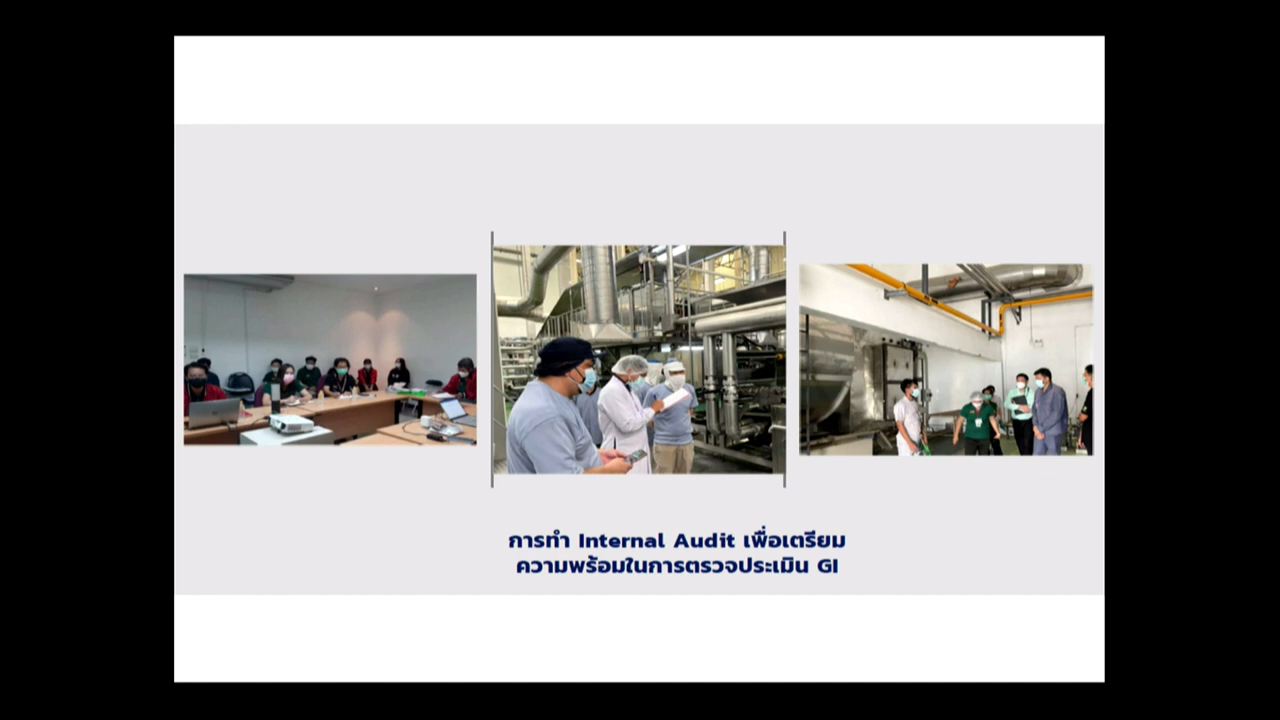 การทำ Internal Audit เพื่อเตรียม
ความพร้อมในการตรวจประเมิน GI